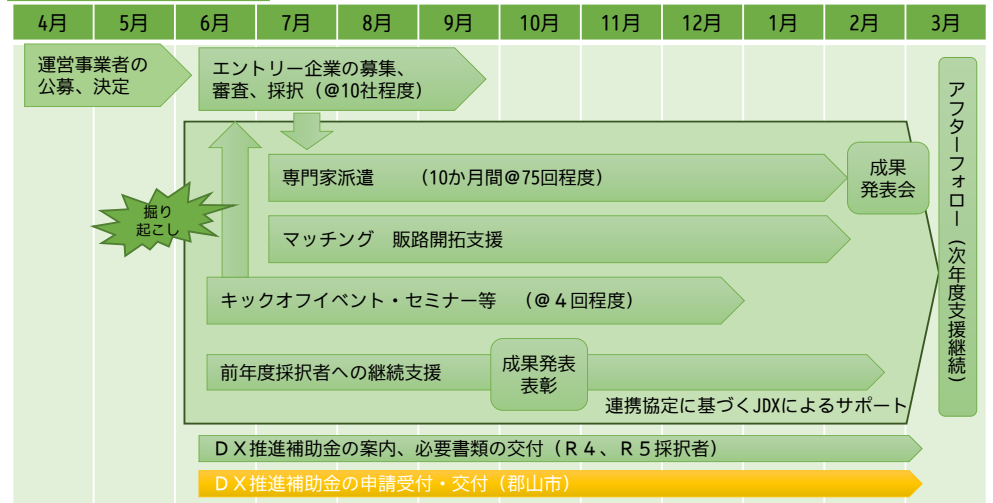 4月 5月 6月 7月 8月 9月 10月 11月 12月 1月 2月 3月
運営事業者の
公募、決定
エントリー企業の募集、
審査、採択（@10社程度）
掘り
起こし
専門家派遣　　（10か月間@75回程度）
成果
発表会
マッチング　販路開拓支援
キックオフイベント・セミナー等　（@４回程度）
前年度採択者への継続支援
成果発表
表彰
連携協定に基づくJDXによるサポート
アフターフォロー（次年度支援継続）
ＤＸ推進補助金の案内、必要書類の交付（Ｒ４、Ｒ５採択者）
ＤＸ推進補助金の申請受付・交付（郡山市）